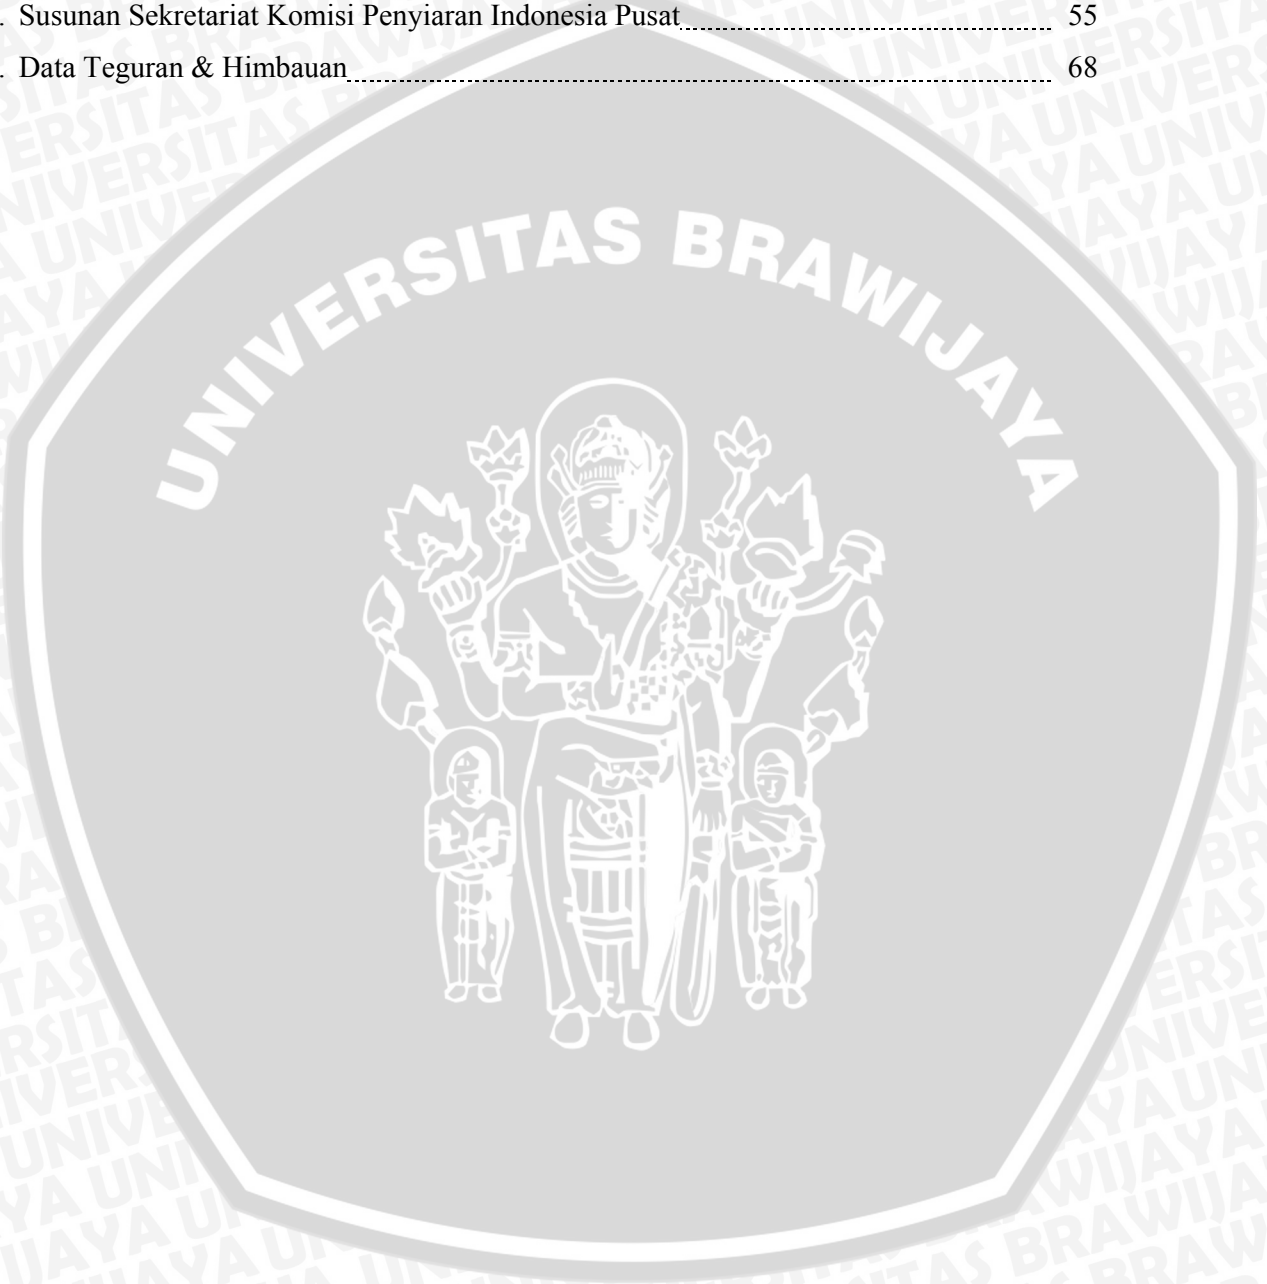 . Susunan Sekretariat Komisi Penyiaran Indonesia Pusat 55
. Data Teguran & Himbauan 68
UNIVERSITAS BRAWIJAYA